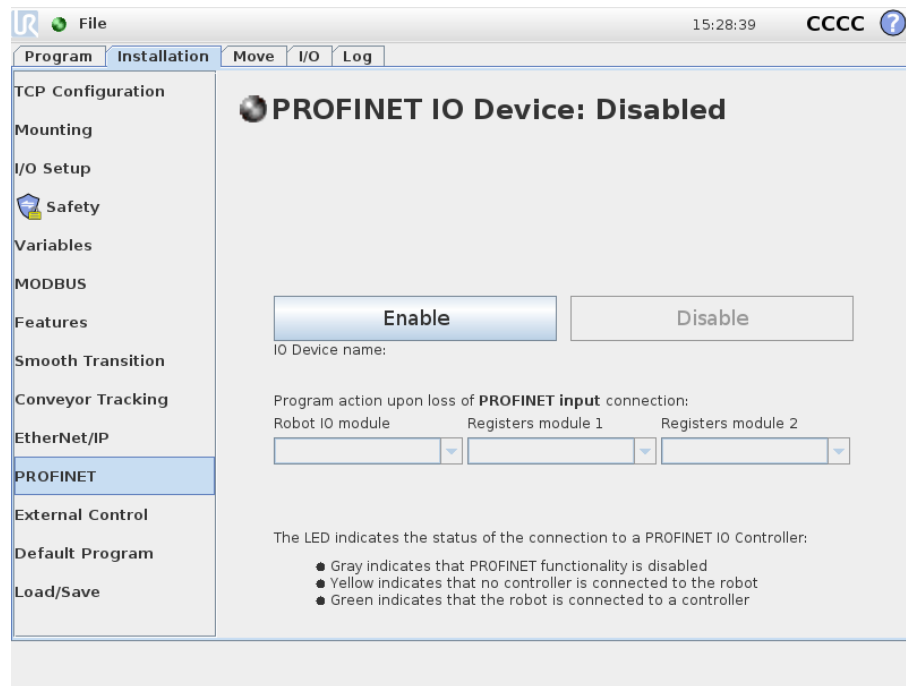 UR File 15:28:39 CCCC ?
Program Installation Move I/O Log
TCP Configuration
Mounting
I/O Setup
Safety
Variables
MODBUS
Features
Smooth Transition
Conveyor Tracking
EtherNet/IP
PROFINET
External Control
Default Program
Load/Save
PROFINET IO Device: Disabled
Enable Disable
IO Device name:
Program action upon loss of PROFINET input connection:
Robot IO module Registers module 1 Registers module 2
The LED indicates the status of the connection to a PROFINET IO Controller:
Gray indicates that PROFINET functionality is disabled
Yellow indicates that no controller is connected to the robot
Green indicates that the robot is connected to a controller